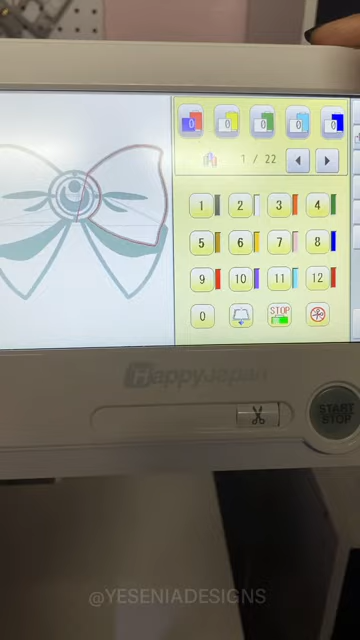 0 0 0 0 0
1 / 22
1 2 3 4
5 6 7 8
9 10 11 12
0 STOP
HappyJapan
START
STOP
@YESENIADESIGNS